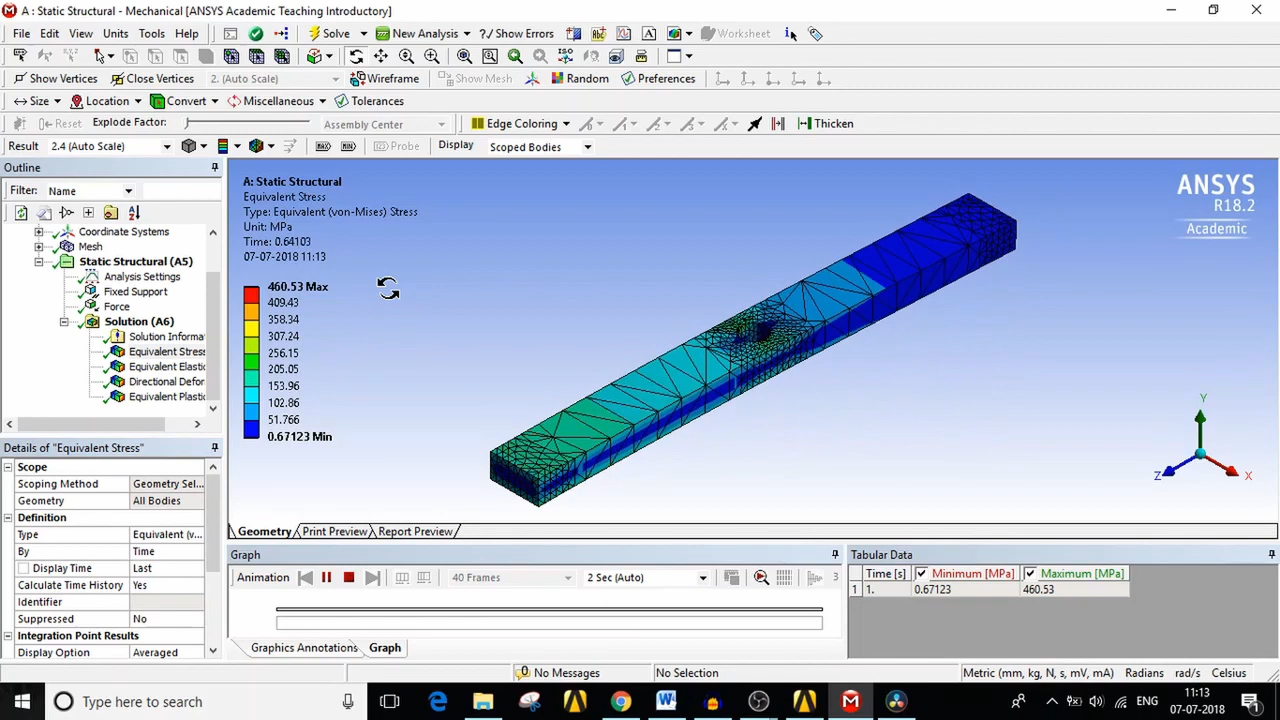 A : Static Structural - Mechanical [ANSYS Academic Teaching Introductory]
File Edit View Units Tools Help Solve New Analysis Show Errors Worksheet
Show Vertices Close Vertices 2. (Auto Scale) Wireframe Show Mesh Random Preferences
Size Location Convert Miscellaneous Tolerances
Reset Explode Factor: Assembly Center Edge Coloring Thicken
Result 2.4 (Auto Scale) Probe Display Scoped Bodies
Outline
Filter: Name
Coordinate Systems
Mesh
Static Structural (A5)
Analysis Settings
Fixed Support
Force
Solution (A6)
Solution Informa
Equivalent Stress
Equivalent Elastic
Directional Defor
Equivalent Plastic
Details of "Equivalent Stress"
Scope
Scoping Method Geometry Sel...
Geometry All Bodies
Definition
Type Equivalent (v...
By Time
Display Time Last
Calculate Time History Yes
Identifier
Suppressed No
Integration Point Results
Display Option Averaged
A: Static Structural
Equivalent Stress
Type: Equivalent (von-Mises) Stress
Unit: MPa
Time: 0.64103
07-07-2018 11:13
460.53 Max
409.43
358.34
307.24
256.15
205.05
153.96
102.86
51.766
0.67123 Min
ANSYS
R18.2
Academic
Y
Z
X
Geometry Print Preview Report Preview
Graph
Animation 40 Frames 2 Sec (Auto) 3
Graphics Annotations Graph
Tabular Data
Time [s] Minimum [MPa] Maximum [MPa]
1 1. 0.67123 460.53
No Messages No Selection Metric (mm, kg, N, s, mV, mA) Radians rad/s Celsius
Type here to search
ENG
11:13
07-07-2018